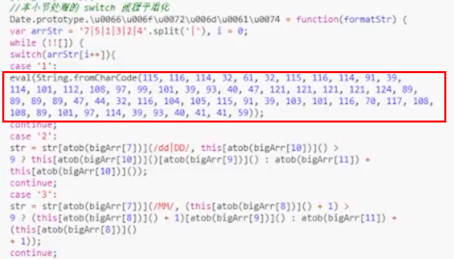 //本小节处理的 switch 流程平坦化
Date.prototype.\u0066\u006f\u0072\u006d\u0061\u0074 = function(formatStr) {
var arrStr = '7|5|1|3|2|4'.split('|'), i = 0;
while (!![]) {
switch(arrStr[i++]){
case '1':
eval(String.fromCharCode(115, 116, 114, 32, 61, 32, 115, 116, 114, 91, 39,
114, 101, 112, 108, 97, 99, 101, 39, 93, 40, 47, 121, 121, 121, 121, 124, 89,
89, 89, 89, 47, 44, 32, 116, 104, 105, 115, 91, 39, 103, 101, 116, 70, 117, 108,
108, 89, 101, 97, 114, 39, 93, 40, 41, 41, 59));
continue;
case '2':
str = str[atob(bigArr[7])](/dd|DD/, this[atob(bigArr[10])]() >
9 ? this[atob(bigArr[10])]()[atob(bigArr[9])]() : atob(bigArr[11]) +
this[atob(bigArr[10])]());
continue;
case '3':
str = str[atob(bigArr[7])](/MM/, (this[atob(bigArr[8])]() + 1) >
9 ? (this[atob(bigArr[8])]() + 1)[atob(bigArr[9])]() : atob(bigArr[11]) +
(this[atob(bigArr[8])]()
+ 1));
continue;